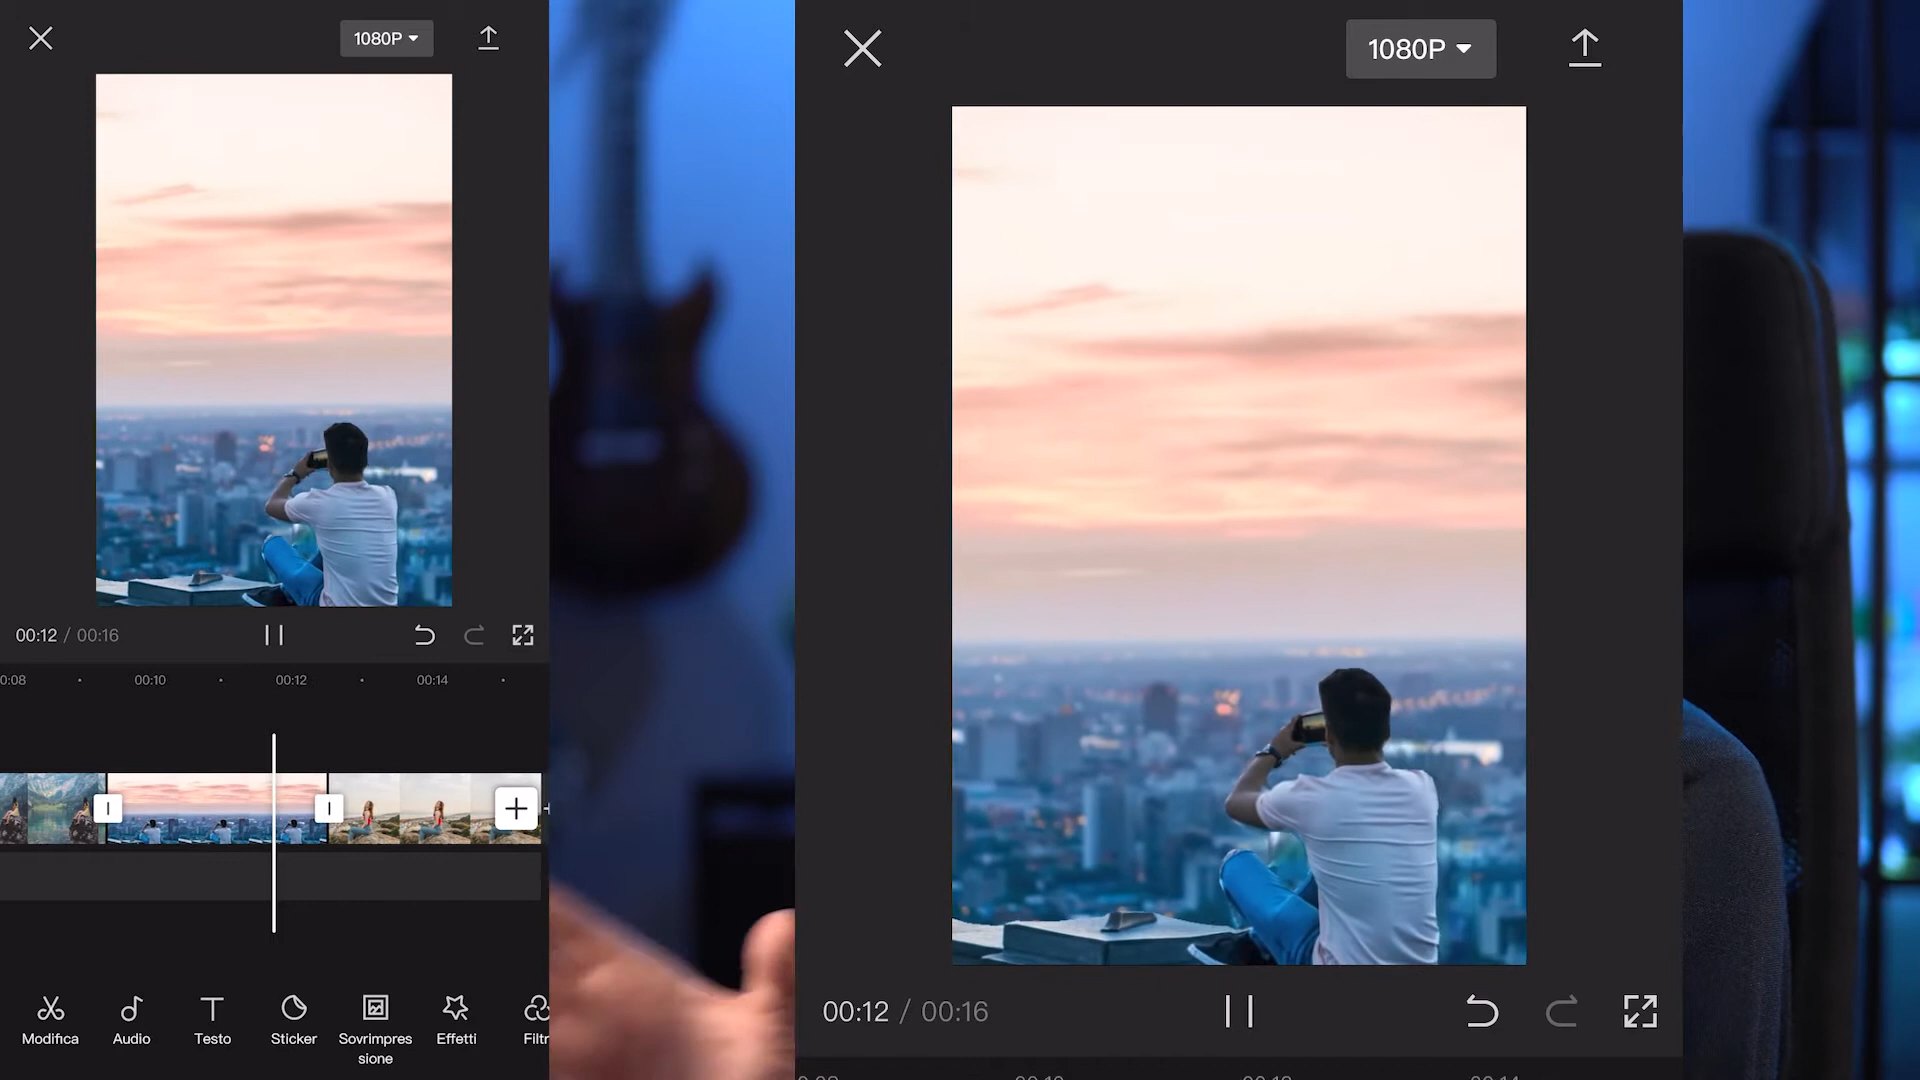 1080P
00:12 / 00:16
0:08
00:10
00:12
00:14
Modifica
Audio
Testo
Sticker
Sovrimpres
sione
Effetti
Filtr
1080P
00:12 / 00:16